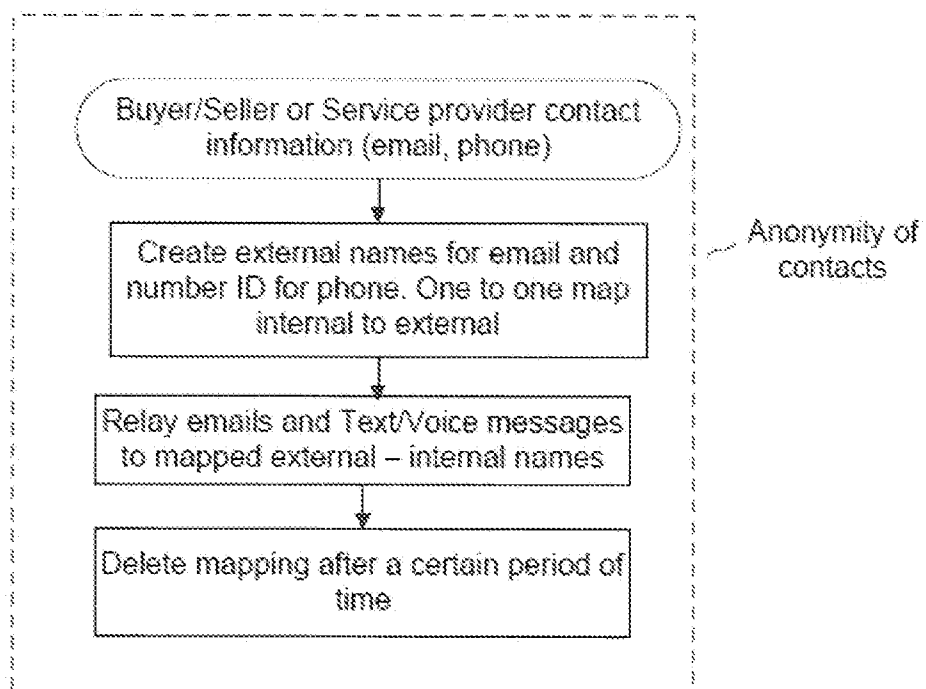 Buyer/Seller or Service provider contact
information (email, phone)
Create external names for email and
number ID for phone. One to one map
internal to external
Anonymity of
contacts
Relay emails and Text/Voice messages
to mapped external – internal names
Delete mapping after a certain period of
time